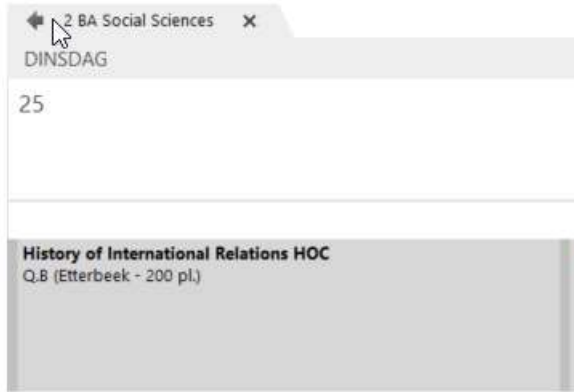 2 BA Social Sciences
DINSDAG
25
History of International Relations HOC
Q.B (Etterbeek - 200 pl.)